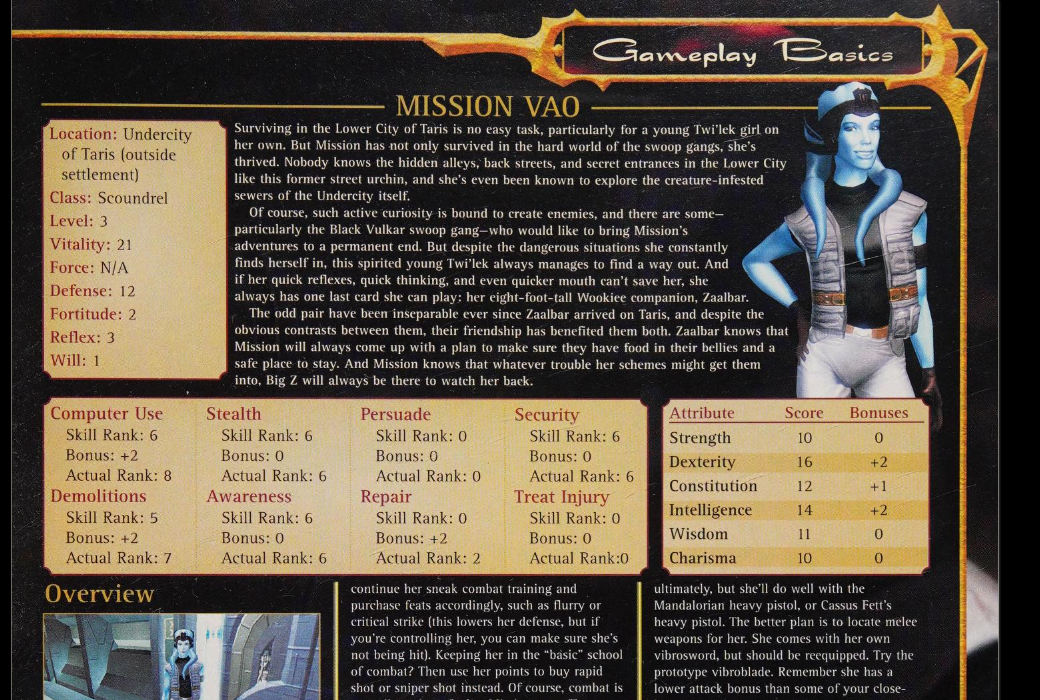 Gameplay Basics
MISSION VAO
Location: Undercity
of Taris (outside
settlement)
Class: Scoundrel
Level: 3
Vitality: 21
Force: N/A
Defense: 12
Fortitude: 2
Reflex: 3
Will: 1
Surviving in the Lower City of Taris is no easy task, particularly for a young Twi'lek girl on
her own. But Mission has not only survived in the hard world of the swoop gangs, she's
thrived. Nobody knows the hidden alleys, back streets, and secret entrances in the Lower City
like this former street urchin, and she's even been known to explore the creature-infested
sewers of the Undercity itself.
Of course, such active curiosity is bound to create enemies, and there are some—
particularly the Black Vulkar swoop gang—who would like to bring Mission's
adventures to a permanent end. But despite the dangerous situations she constantly
finds herself in, this spirited young Twi'lek always manages to find a way out. And
if her quick reflexes, quick thinking, and even quicker mouth can't save her, she
always has one last card she can play: her eight-foot-tall Wookiee companion, Zaalbar.
The odd pair have been inseparable ever since Zaalbar arrived on Taris, and despite the
obvious contrasts between them, their friendship has benefited them both. Zaalbar knows that
Mission will always come up with a plan to make sure they have food in their bellies and a
safe place to stay. And Mission knows that whatever trouble her schemes might get them
into, Big Z will always be there to watch her back.
Computer Use
Skill Rank: 6
Bonus: +2
Actual Rank: 8
Stealth
Skill Rank: 6
Bonus: 0
Actual Rank: 6
Persuade
Skill Rank: 0
Bonus: 0
Actual Rank: 0
Security
Skill Rank: 6
Bonus: 0
Actual Rank: 6
Demolitions
Skill Rank: 5
Bonus: +2
Actual Rank: 7
Awareness
Skill Rank: 6
Bonus: 0
Actual Rank: 6
Repair
Skill Rank: 0
Bonus: +2
Actual Rank: 2
Treat Injury
Skill Rank: 0
Bonus: 0
Actual Rank:0
Attribute Score Bonuses
Strength 10 0
Dexterity 16 +2
Constitution 12 +1
Intelligence 14 +2
Wisdom 11 0
Charisma 10 0
Overview
continue her sneak combat training and
purchase feats accordingly, such as flurry or
critical strike (this lowers her defense, but if
you're controlling her, you can make sure she's
not being hit). Keeping her in the "basic" school
of combat? Then use her points to buy rapid
shot or sniper shot instead. Of course, combat is
ultimately, but she'll do well with the
Mandalorian heavy pistol, or Cassus Fett's
heavy pistol. The better plan is to locate melee
weapons for her. She comes with her own
vibrosword, but should be reequipped. Try the
prototype vibroblade. Remember she has a
lower attack bonus than some of your close-